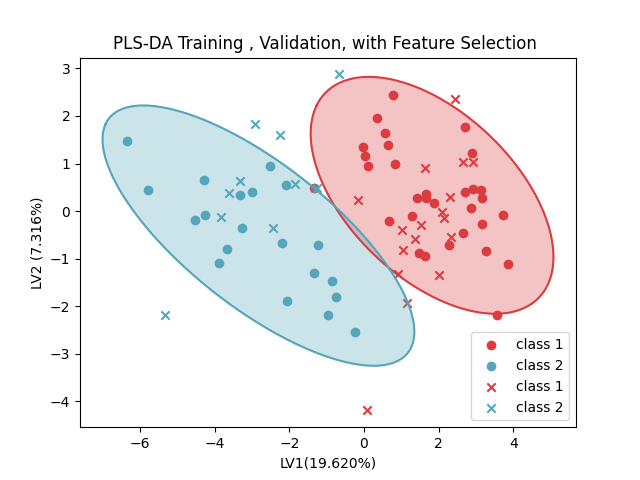 PLS-DA Training , Validation, with Feature Selection
3
2
1
0
−1
−2
−3
−4
LV2 (7.316%)
−6
−4
−2
0
2
4
LV1(19.620%)
class 1
class 2
class 1
class 2